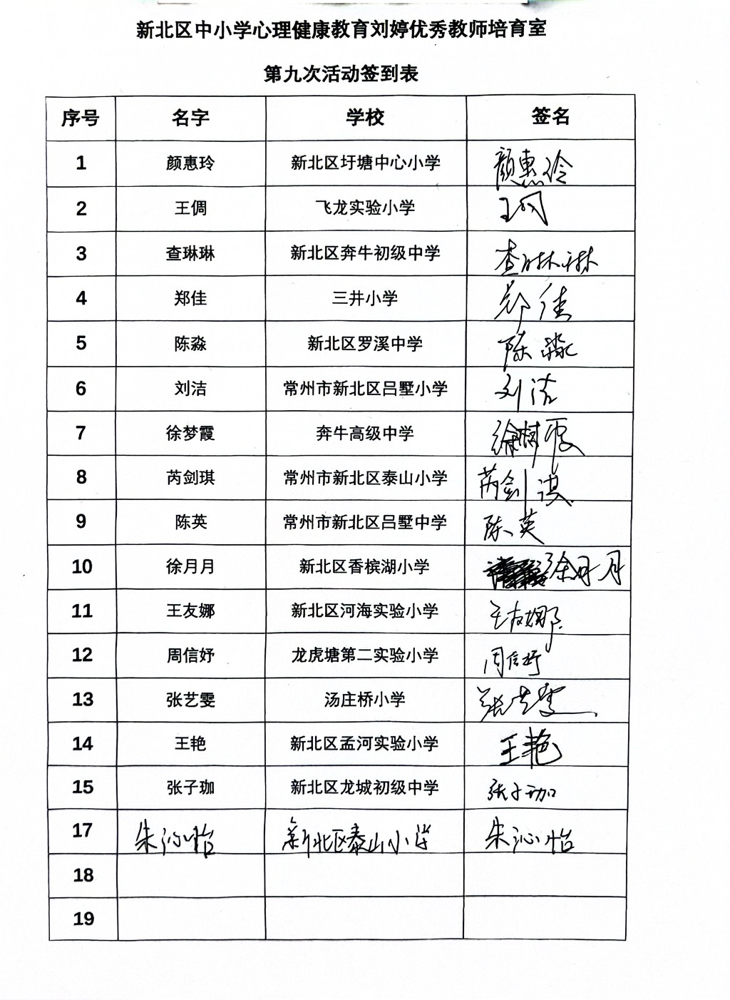 新北区中小学心理健康教育刘婷优秀教师培育室
第九次活动签到表
序号 名字 学校 签名
1 颜惠玲 新北区圩塘中心小学 颜惠玲
2 王倜 飞龙实验小学 王倜
3 查琳琳 新北区奔牛初级中学 查琳琳
4 郑佳 三井小学 郑佳
5 陈淼 新北区罗溪中学 陈淼
6 刘洁 常州市新北区吕墅小学 刘洁
7 徐梦霞 奔牛高级中学 徐梦霞
8 芮剑琪 常州市新北区泰山小学 芮剑琪
9 陈英 常州市新北区吕墅中学 陈英
10 徐月月 新北区香槟湖小学 徐月月
11 王友娜 新北区河海实验小学 王友娜
12 周信妤 龙虎塘第二实验小学 周信妤
13 张艺雯 汤庄桥小学 张艺雯
14 王艳 新北区孟河实验小学 王艳
15 张子珈 新北区龙城初级中学 张子珈
17 朱沁怡 新北区泰山小学 朱沁怡
18
19